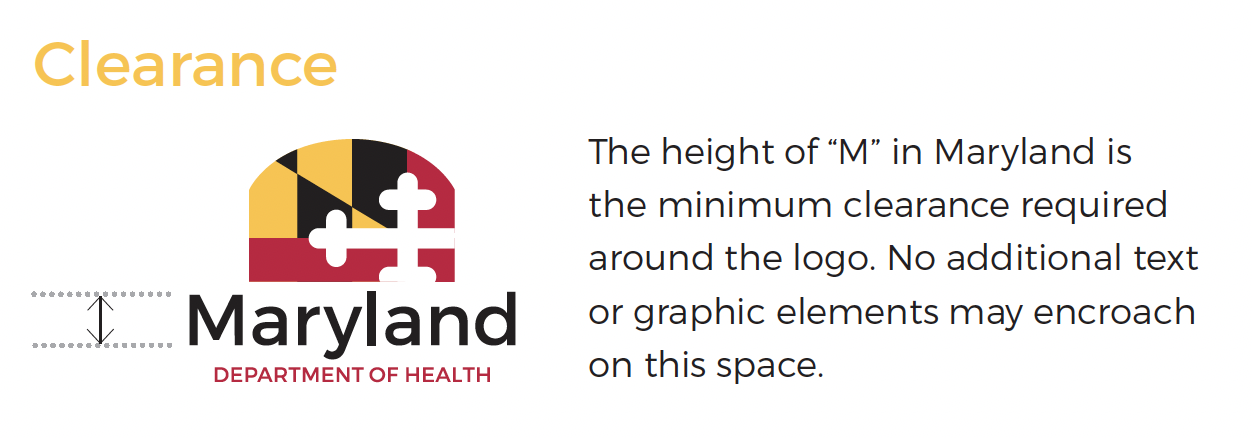 Clearance
Maryland
DEPARTMENT OF HEALTH
The height of “M” in Maryland is
the minimum clearance required
around the logo. No additional text
or graphic elements may encroach
on this space.